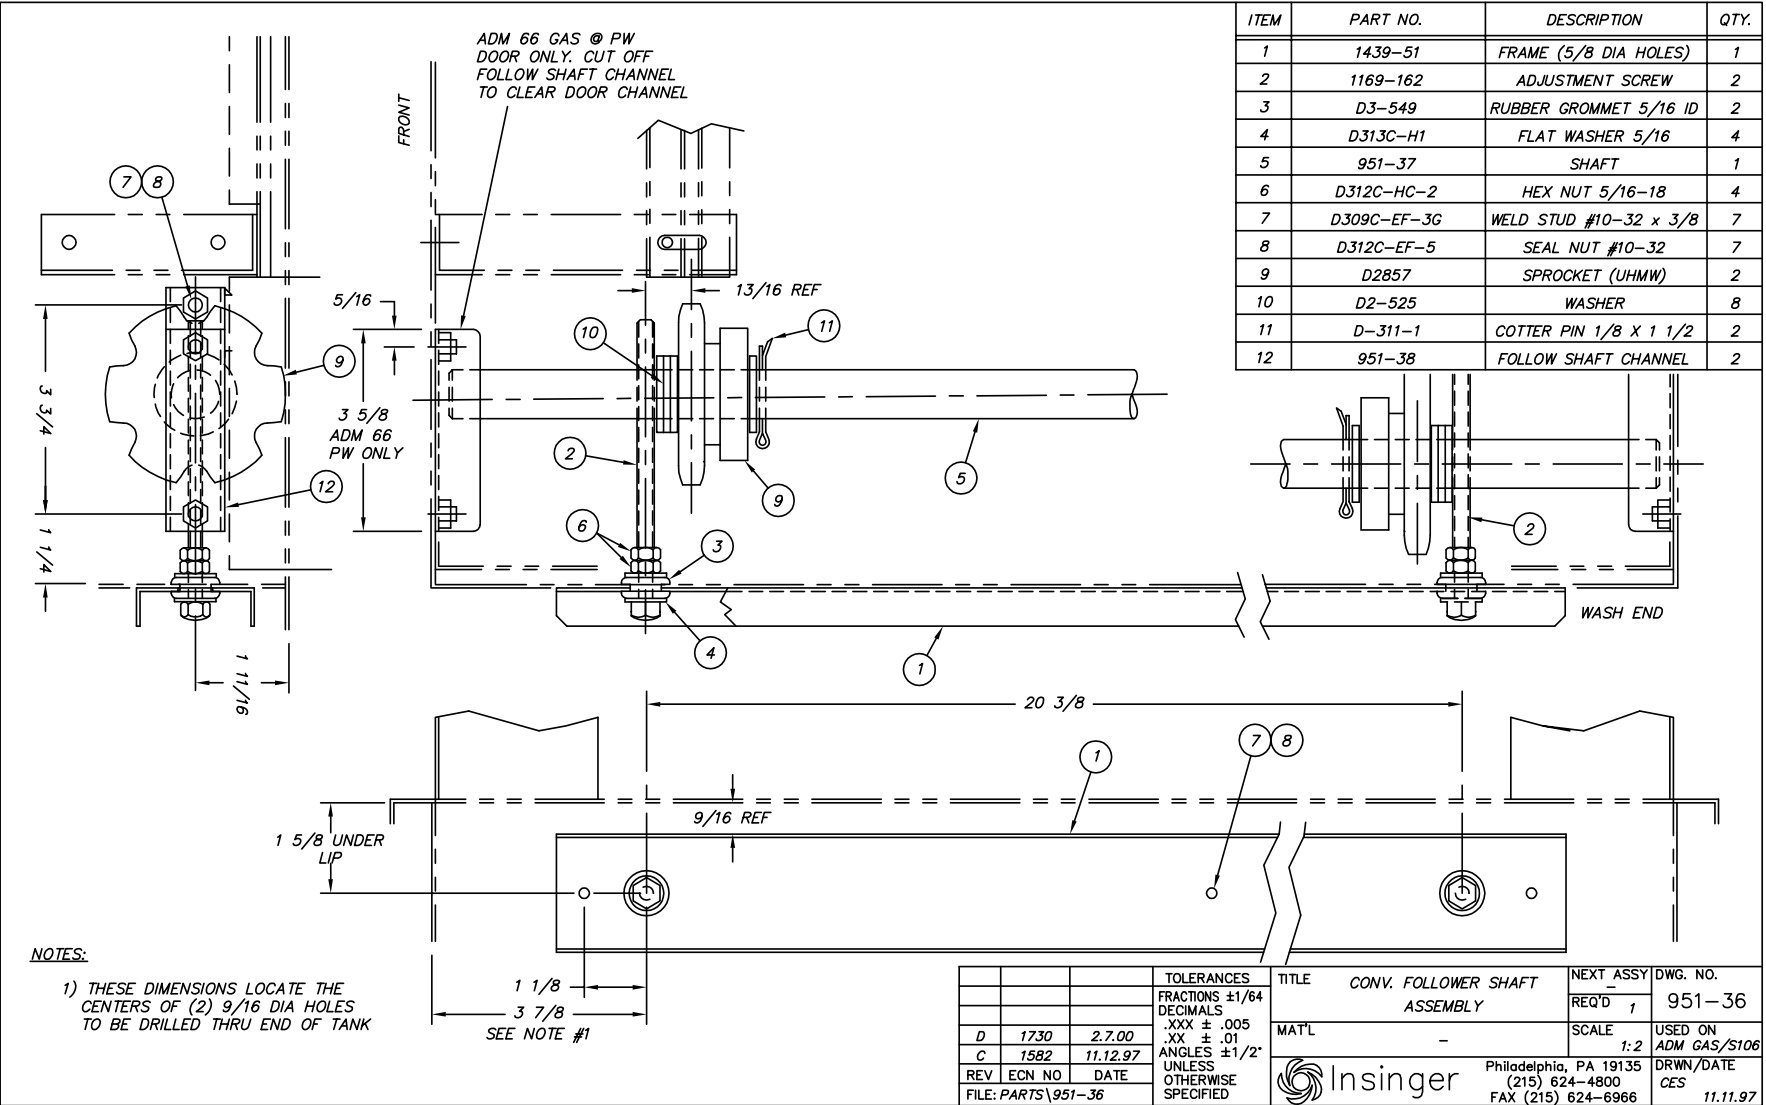 ITEM PART NO. DESCRIPTION QTY.
1 1439-51 FRAME (5/8 DIA HOLES) 1
2 1169-162 ADJUSTMENT SCREW 2
3 D3-549 RUBBER GROMMET 5/16 ID 2
4 D313C-H1 FLAT WASHER 5/16 4
5 951-37 SHAFT 1
6 D312C-HC-2 HEX NUT 5/16-18 4
7 D309C-EF-3G WELD STUD #10-32 x 3/8 7
8 D312C-EF-5 SEAL NUT #10-32 7
9 D2857 SPROCKET (UHMW) 2
10 D2-525 WASHER 8
11 D-311-1 COTTER PIN 1/8 X 1 1/2 2
12 951-38 FOLLOW SHAFT CHANNEL 2
ADM 66 GAS @ PW
DOOR ONLY. CUT OFF
FOLLOW SHAFT CHANNEL
TO CLEAR DOOR CHANNEL
FRONT
7 8
5/16
13/16 REF
10
11
9
3 3/4
3 5/8
ADM 66
PW ONLY
2
5
12
9
6
3
2
1 1/4
WASH END
4
1
1 11/16
20 3/8
7 8
1
9/16 REF
1 5/8 UNDER
LIP
NOTES:
1) THESE DIMENSIONS LOCATE THE
CENTERS OF (2) 9/16 DIA HOLES
TO BE DRILLED THRU END OF TANK
1 1/8
3 7/8
SEE NOTE #1
D 1730 2.7.00
C 1582 11.12.97
REV ECN NO DATE
FILE: PARTS\951-36
TOLERANCES
FRACTIONS ±1/64
DECIMALS
.XXX ± .005
.XX ± .01
ANGLES ±1/2°
UNLESS
OTHERWISE
SPECIFIED
TITLE CONV. FOLLOWER SHAFT
ASSEMBLY
NEXT ASSY
-
REQ'D 1
DWG. NO.
951-36
MAT'L -
SCALE
1:2
USED ON
ADM GAS/S106
Insinger
Philadelphia, PA 19135
(215) 624-4800
FAX (215) 624-6966
DRWN/DATE
CES
11.11.97